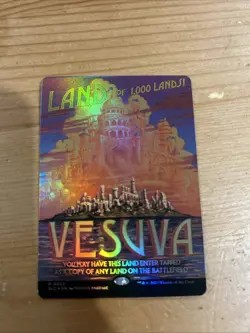 LAND OF 1,000 LANDS!
VESUVA
YOU MAY HAVE THIS LAND ENTER TAPPED
AS A COPY OF ANY LAND ON THE BATTLEFIELD